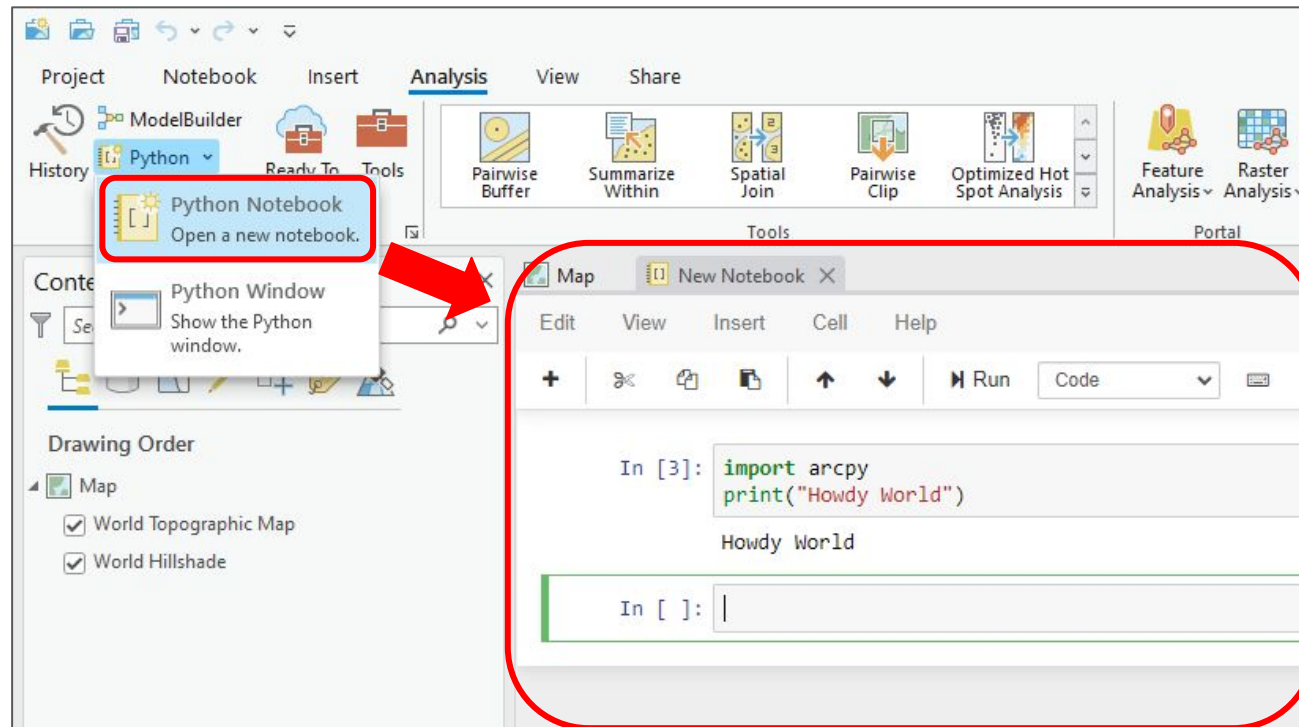 Project Notebook Insert Analysis View Share
History
ModelBuilder
Python
Ready To
Tools
Pairwise
Buffer
Summarize
Within
Spatial
Join
Pairwise
Clip
Optimized Hot
Spot Analysis
Feature
Analysis
Raster
Analysis
Tools
Portal
Python Notebook
Open a new notebook.
Python Window
Show the Python
window.
Conte
Se
Drawing Order
Map
World Topographic Map
World Hillshade
Map New Notebook
Edit View Insert Cell Help
Run Code
In [3]: import arcpy
print("Howdy World")
Howdy World
In [ ]: